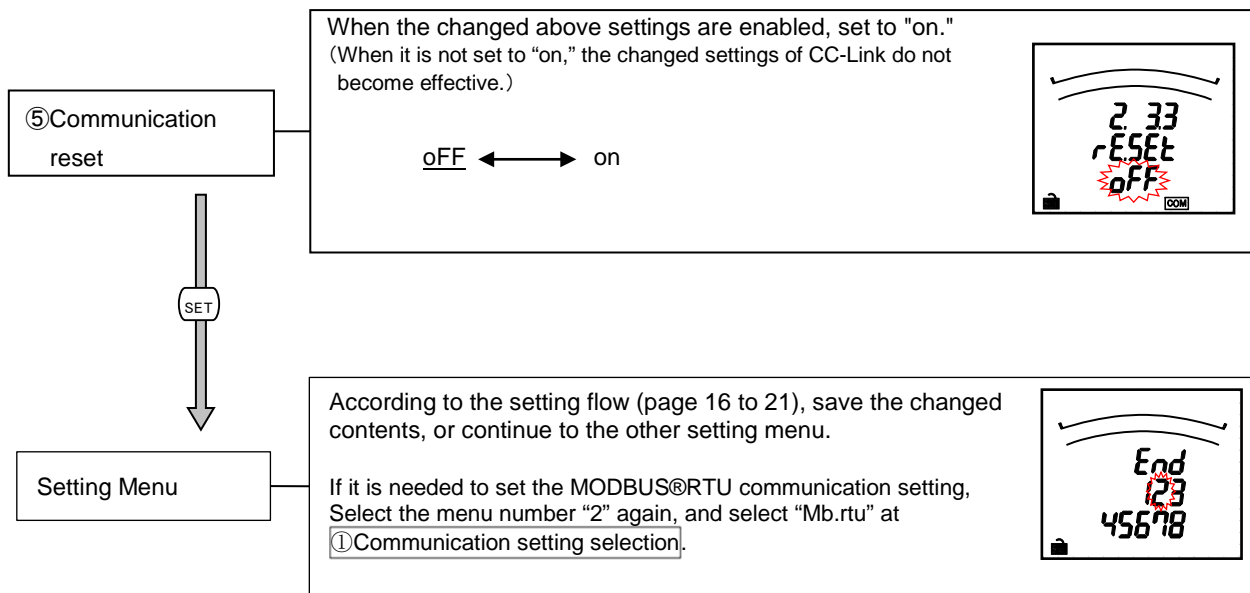 ⑤Communication
reset
When the changed above settings are enabled, set to "on."
（When it is not set to “on,” the changed settings of CC-Link do not
become effective.）
oFF on
2. 3.3
rE.SEt
oFF
COM
SET
Setting Menu
According to the setting flow (page 16 to 21), save the changed
contents, or continue to the other setting menu.
If it is needed to set the MODBUS®RTU communication setting,
Select the menu number “2” again, and select “Mb.rtu” at
①Communication setting selection.
End
123
45678